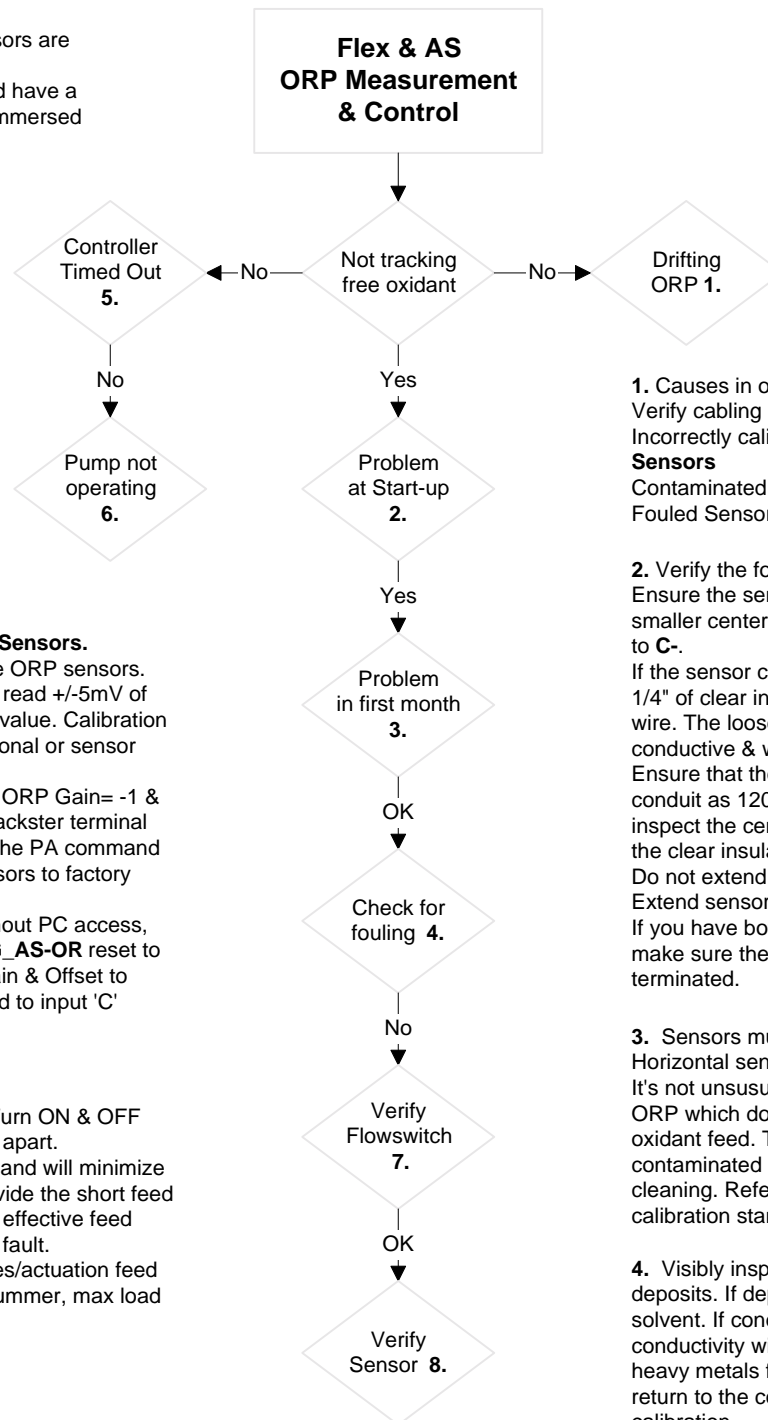 sors are
d have a
mmersed
Flex & AS
ORP Measurement
& Control
Controller
Timed Out
5.
No
Not tracking
free oxidant
No
Drifting
ORP 1.
No
Yes
Pump not
operating
6.
Problem
at Start-up
2.
Yes
Problem
in first month
3.
OK
Check for
fouling 4.
No
Verify
Flowswitch
7.
OK
Verify
Sensor 8.
Sensors.
e ORP sensors.
read +/-5mV of
value. Calibration
onal or sensor
ORP Gain= -1 &
ackster terminal
he PA command
sors to factory
hout PC access,
_AS-OR reset to
in & Offset to
d to input 'C'
urn ON & OFF
apart.
and will minimize
vide the short feed
effective feed
fault.
es/actuation feed
ummer, max load
1. Causes in o
Verify cabling
Incorrectly cali
Sensors
Contaminated
Fouled Sensor
2. Verify the fo
Ensure the sen
smaller center
to C-.
If the sensor c
1/4" of clear in
wire. The loose
conductive & w
Ensure that the
conduit as 120
inspect the cen
the clear insula
Do not extend
Extend sensor
If you have bo
make sure the
terminated.
3. Sensors mu
Horizontal sen
It's not unsusu
ORP which do
oxidant feed. T
contaminated
cleaning. Refe
calibration star
4. Visibly insp
deposits. If dep
solvent. If conc
conductivity wi
heavy metals f
return to the co
calibration